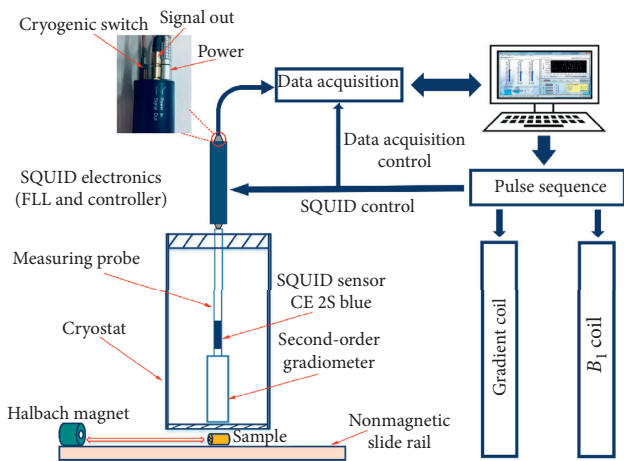 Signal out
Cryogenic switch
Power
Data acquisition
Data acquisition
control
SQUID electronics
(FLL and controller)
SQUID control
Pulse sequence
Measuring probe
SQUID sensor
CE 2S blue
Cryostat
Second-order
gradiometer
Gradient coil
B₁ coil
Halbach magnet
Sample
Nonmagnetic
slide rail